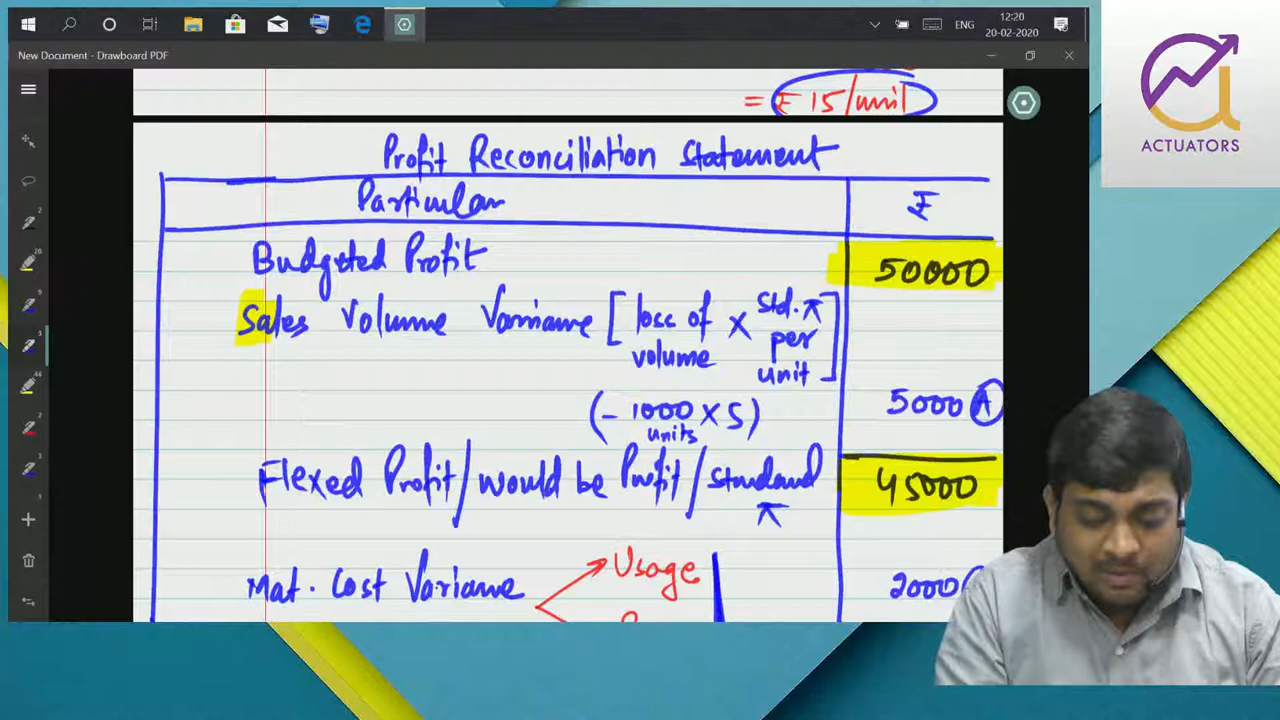 12:20
ENG
20-02-2020
New Document - Drawboard PDF
ACTUATORS
= ₹ 15/unit
Profit Reconciliation Statement
Particular ₹
Budgeted Profit 50000
Sales Volume Variance [loss of volume × Std. π per unit]
(-1000 units × 5) 5000 A
Flexed Profit/would be Profit/standard π 45000
Mat. Cost Variance Usage 2000